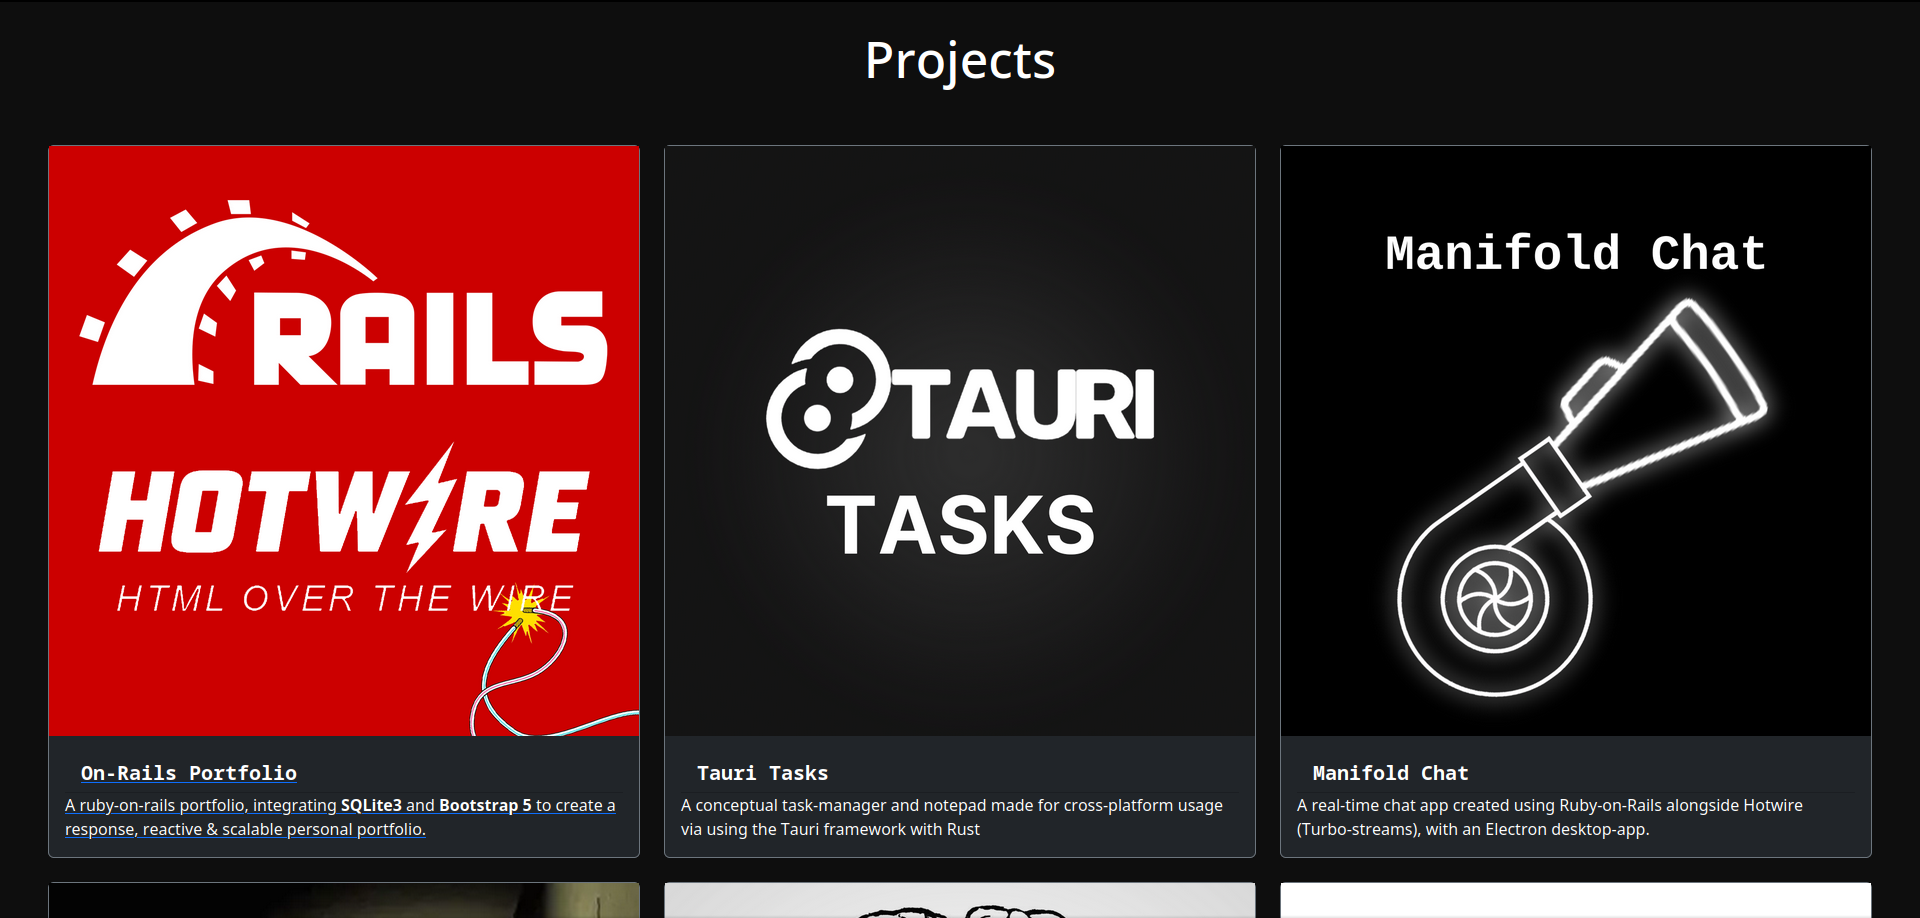 Projects
RAILS
HOTWIRE
HTML OVER THE WIRE
TAURI
TASKS
Manifold Chat
On-Rails Portfolio
A ruby-on-rails portfolio, integrating SQLite3 and Bootstrap 5 to create a
response, reactive & scalable personal portfolio.
Tauri Tasks
A conceptual task-manager and notepad made for cross-platform usage
via using the Tauri framework with Rust
Manifold Chat
A real-time chat app created using Ruby-on-Rails alongside Hotwire
(Turbo-streams), with an Electron desktop-app.